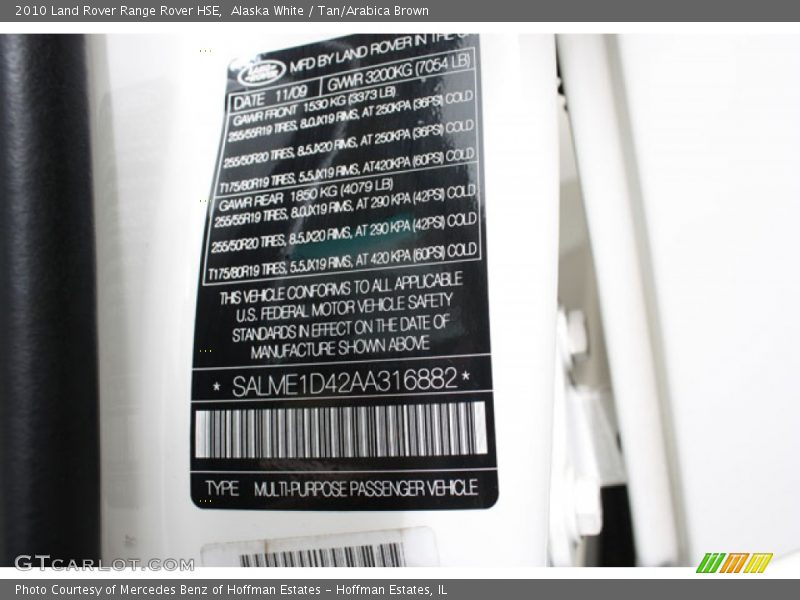 2010 Land Rover Range Rover HSE,  Alaska White / Tan/Arabica Brown
LAND ROVER
MFD BY LAND ROVER IN THE
DATE 11/09 GVWR 3200KG (7054 LB)
GAWR FRONT 1530 KG (3373 LB)
255/55R19 TIRES, 8.0JX19 RIMS, AT 250KPA (36PSI) COLD
255/50R20 TIRES, 8.5JX20 RIMS, AT 250KPA (36PSI) COLD
T175/80R19 TIRES, 5.5JX19 RIMS, AT420KPA (60PSI) COLD
GAWR REAR 1850 KG (4079 LB)
255/55R19 TIRES, 8.0JX19 RIMS, AT 290 KPA (42PSI) COLD
255/50R20 TIRES, 8.5JX20 RIMS, AT 290 KPA (42PSI) COLD
T175/80R19 TIRES, 5.5JX19 RIMS, AT 420 KPA (60PSI) COLD
THIS VEHICLE CONFORMS TO ALL APPLICABLE
U.S. FEDERAL MOTOR VEHICLE SAFETY
STANDARDS IN EFFECT ON THE DATE OF
MANUFACTURE SHOWN ABOVE
* SALME1D42AA316882 *
TYPE MULTI-PURPOSE PASSENGER VEHICLE
GTCARLOT.COM
Photo Courtesy of Mercedes Benz of Hoffman Estates - Hoffman Estates, IL